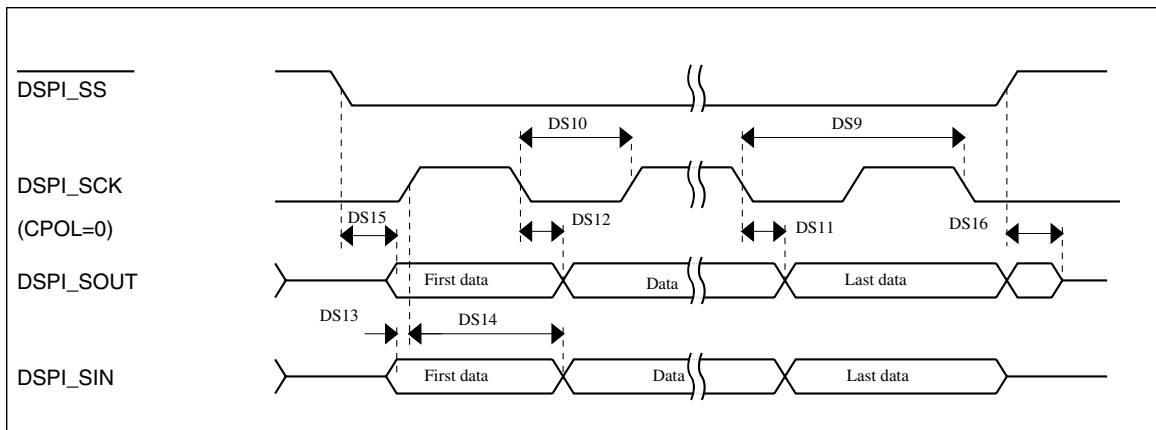 DSPI_SS
DS10
DS9
DSPI_SCK
(CPOL=0)
DS15
DS12
DS11
DS16
DSPI_SOUT
First data
Data
Last data
DS13
DS14
DSPI_SIN
First data
Data
Last data